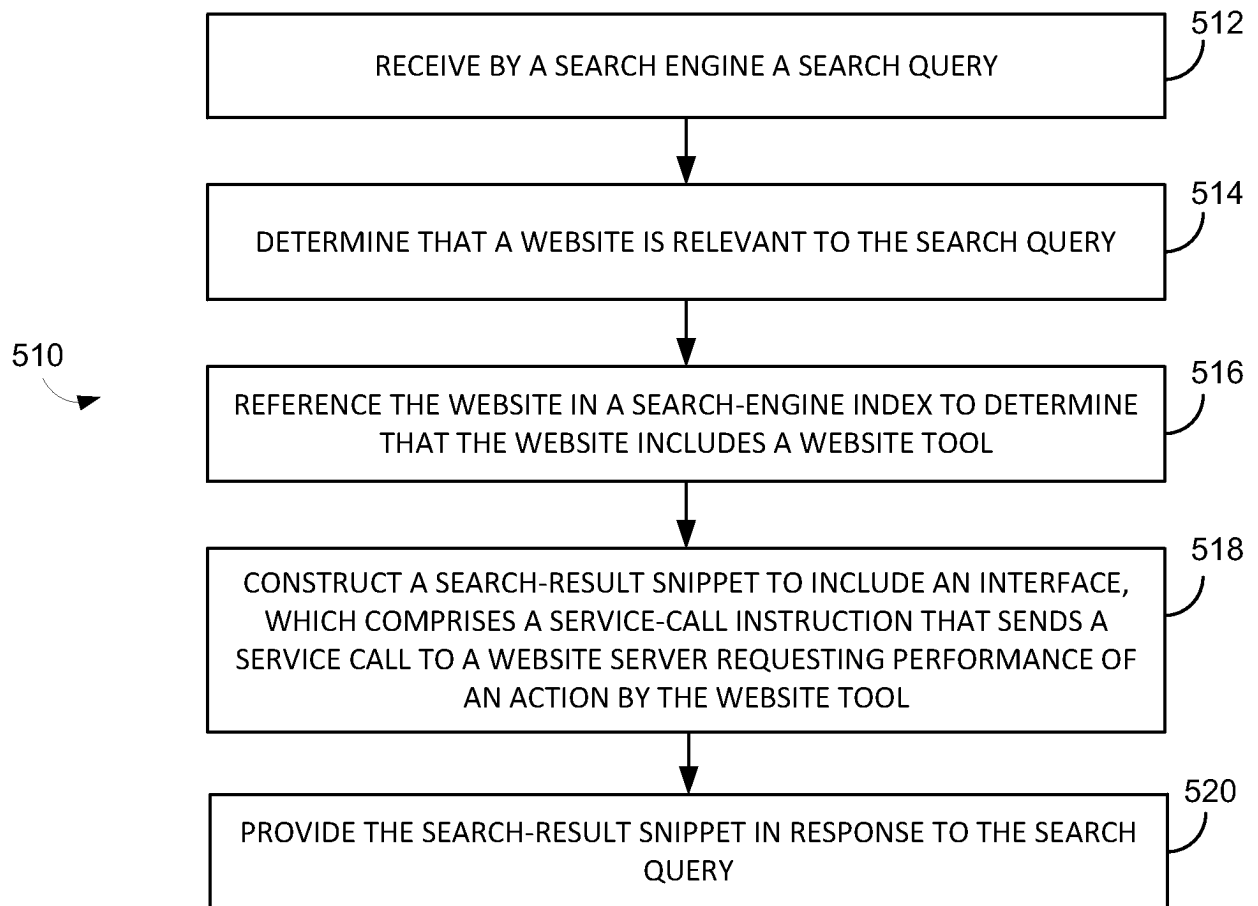 512
RECEIVE BY A SEARCH ENGINE A SEARCH QUERY
514
DETERMINE THAT A WEBSITE IS RELEVANT TO THE SEARCH QUERY
510
516
REFERENCE THE WEBSITE IN A SEARCH-ENGINE INDEX TO DETERMINE
THAT THE WEBSITE INCLUDES A WEBSITE TOOL
518
CONSTRUCT A SEARCH-RESULT SNIPPET TO INCLUDE AN INTERFACE,
WHICH COMPRISES A SERVICE-CALL INSTRUCTION THAT SENDS A
SERVICE CALL TO A WEBSITE SERVER REQUESTING PERFORMANCE OF
AN ACTION BY THE WEBSITE TOOL
520
PROVIDE THE SEARCH-RESULT SNIPPET IN RESPONSE TO THE SEARCH
QUERY